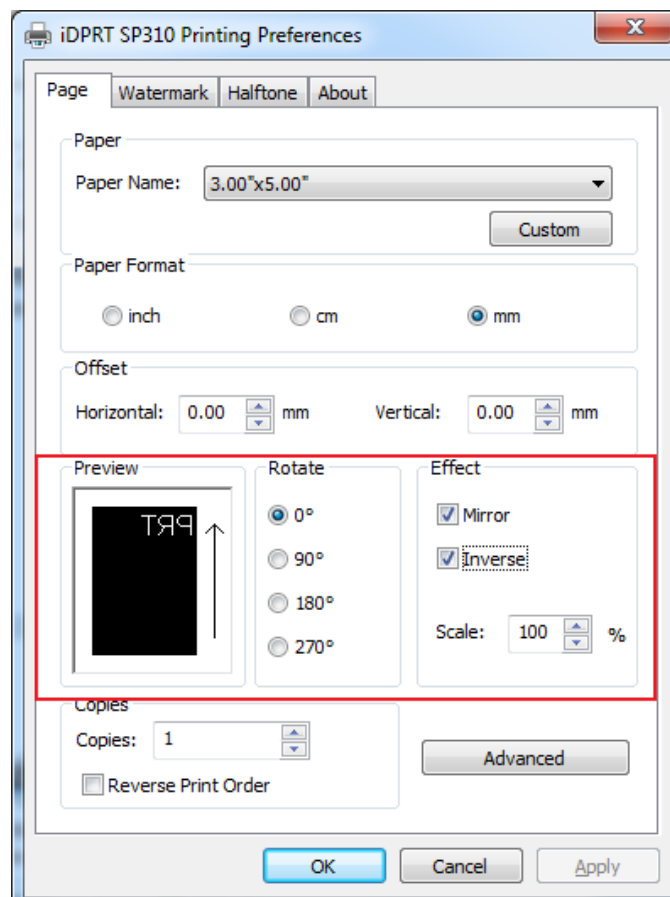 iDPRT SP310 Printing Preferences
Page Watermark Halftone About
Paper
Paper Name: 3.00"x5.00"
Custom
Paper Format
inch cm mm
Offset
Horizontal: 0.00 mm Vertical: 0.00 mm
Preview Rotate Effect
PRT
0° Mirror
90° Inverse
180°
Scale: 100 %
270°
Copies
Copies: 1
Advanced
Reverse Print Order
OK Cancel Apply